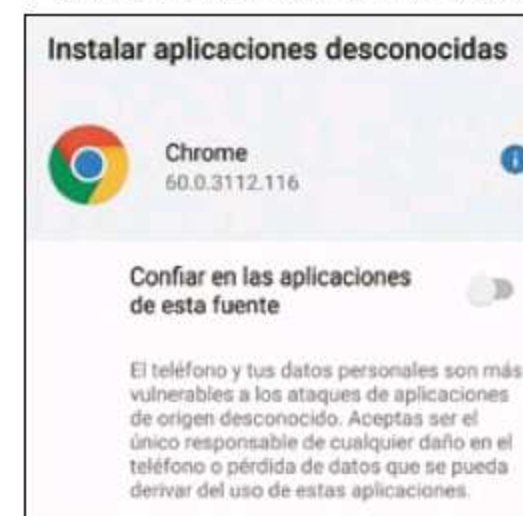 Instalar aplicaciones desconocidas
Chrome
60.0.3112.116
Confiar en las aplicaciones
de esta fuente
El teléfono y tus datos personales son más
vulnerables a los ataques de aplicaciones
de origen desconocido. Aceptas ser el
único responsable de cualquier daño en el
teléfono o pérdida de datos que se pueda
derivar del uso de estas aplicaciones.